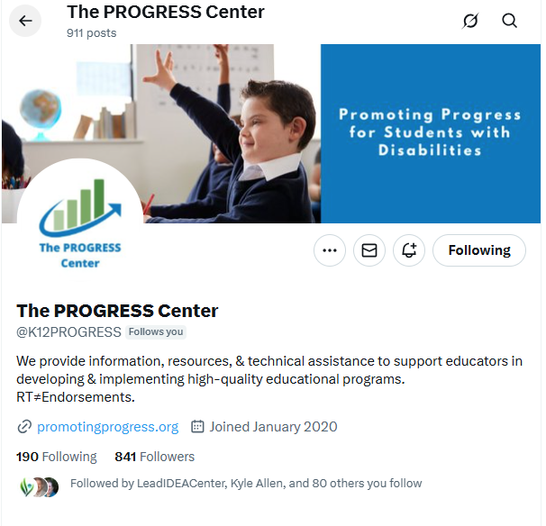 The PROGRESS Center
911 posts
Promoting Progress
for Students with
Disabilities
The PROGRESS
Center
Following
The PROGRESS Center
@K12PROGRESS Follows you
We provide information, resources, & technical assistance to support educators in
developing & implementing high-quality educational programs.
RT≠Endorsements.
promotingprogress.org Joined January 2020
190 Following 841 Followers
Followed by LeadIDEACenter, Kyle Allen, and 80 others you follow